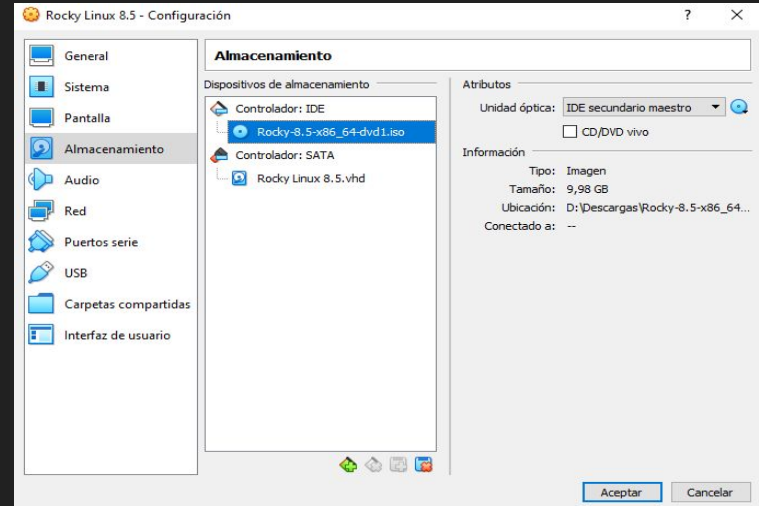 Rocky Linux 8.5 - Configuración
General
Sistema
Pantalla
Almacenamiento
Audio
Red
Puertos serie
USB
Carpetas compartidas
Interfaz de usuario
Almacenamiento
Dispositivos de almacenamiento
Controlador: IDE
Rocky-8.5-x86_64-dvd1.iso
Controlador: SATA
Rocky Linux 8.5.vhd
Atributos
Unidad óptica: IDE secundario maestro
CD/DVD vivo
Información
Tipo: Imagen
Tamaño: 9,98 GB
Ubicación: D:\Descargas\Rocky-8.5-x86_64...
Conectado a: --
Aceptar Cancelar